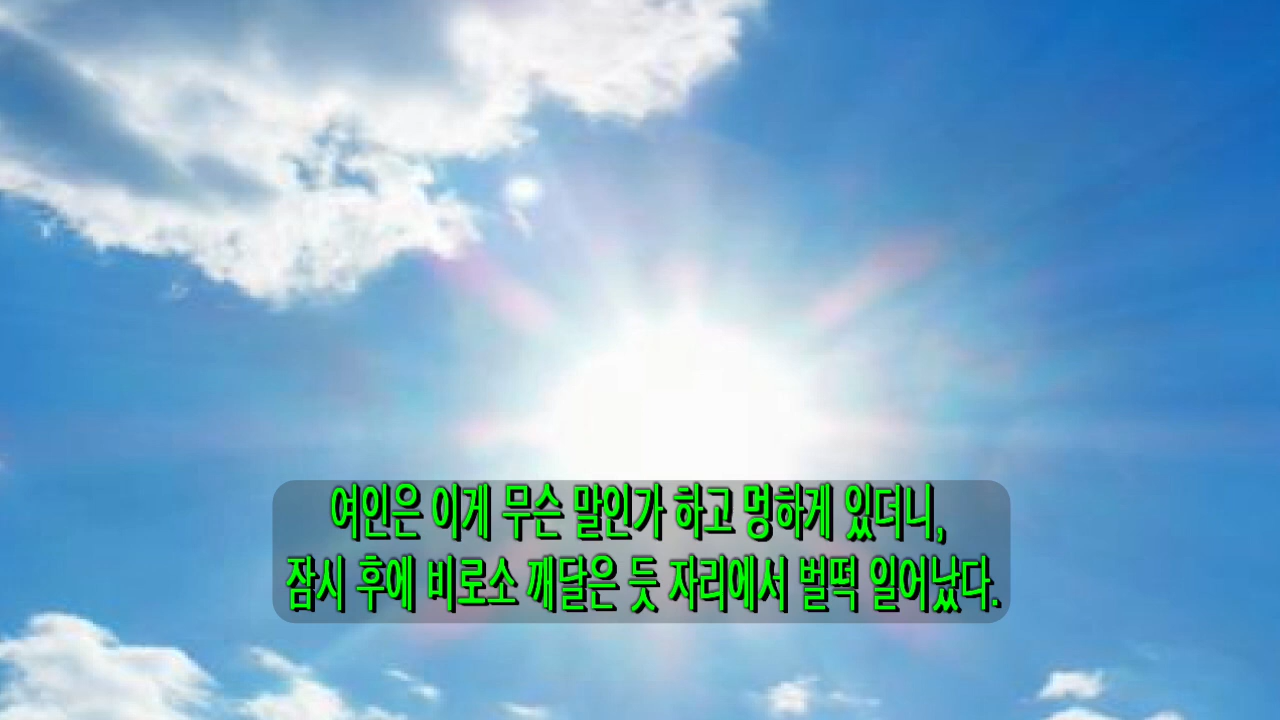 여인은 이게 무슨 말인가 하고 멍하게 있더니,
잠시 후에 비로소 깨달은 듯 자리에서 벌떡 일어났다.